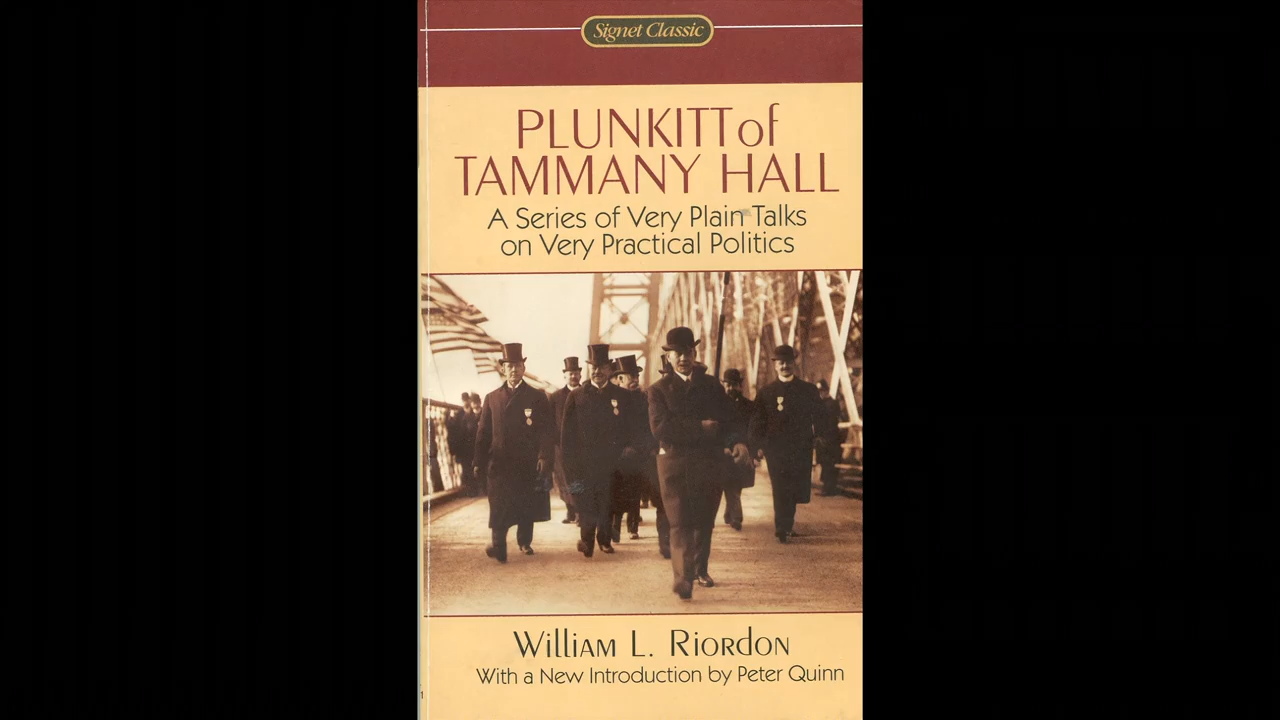 Signet Classic
PLUNKITT of
TAMMANY HALL
A Series of Very Plain Talks
on Very Practical Politics
William L. Riordon
With a New Introduction by Peter Quinn
1